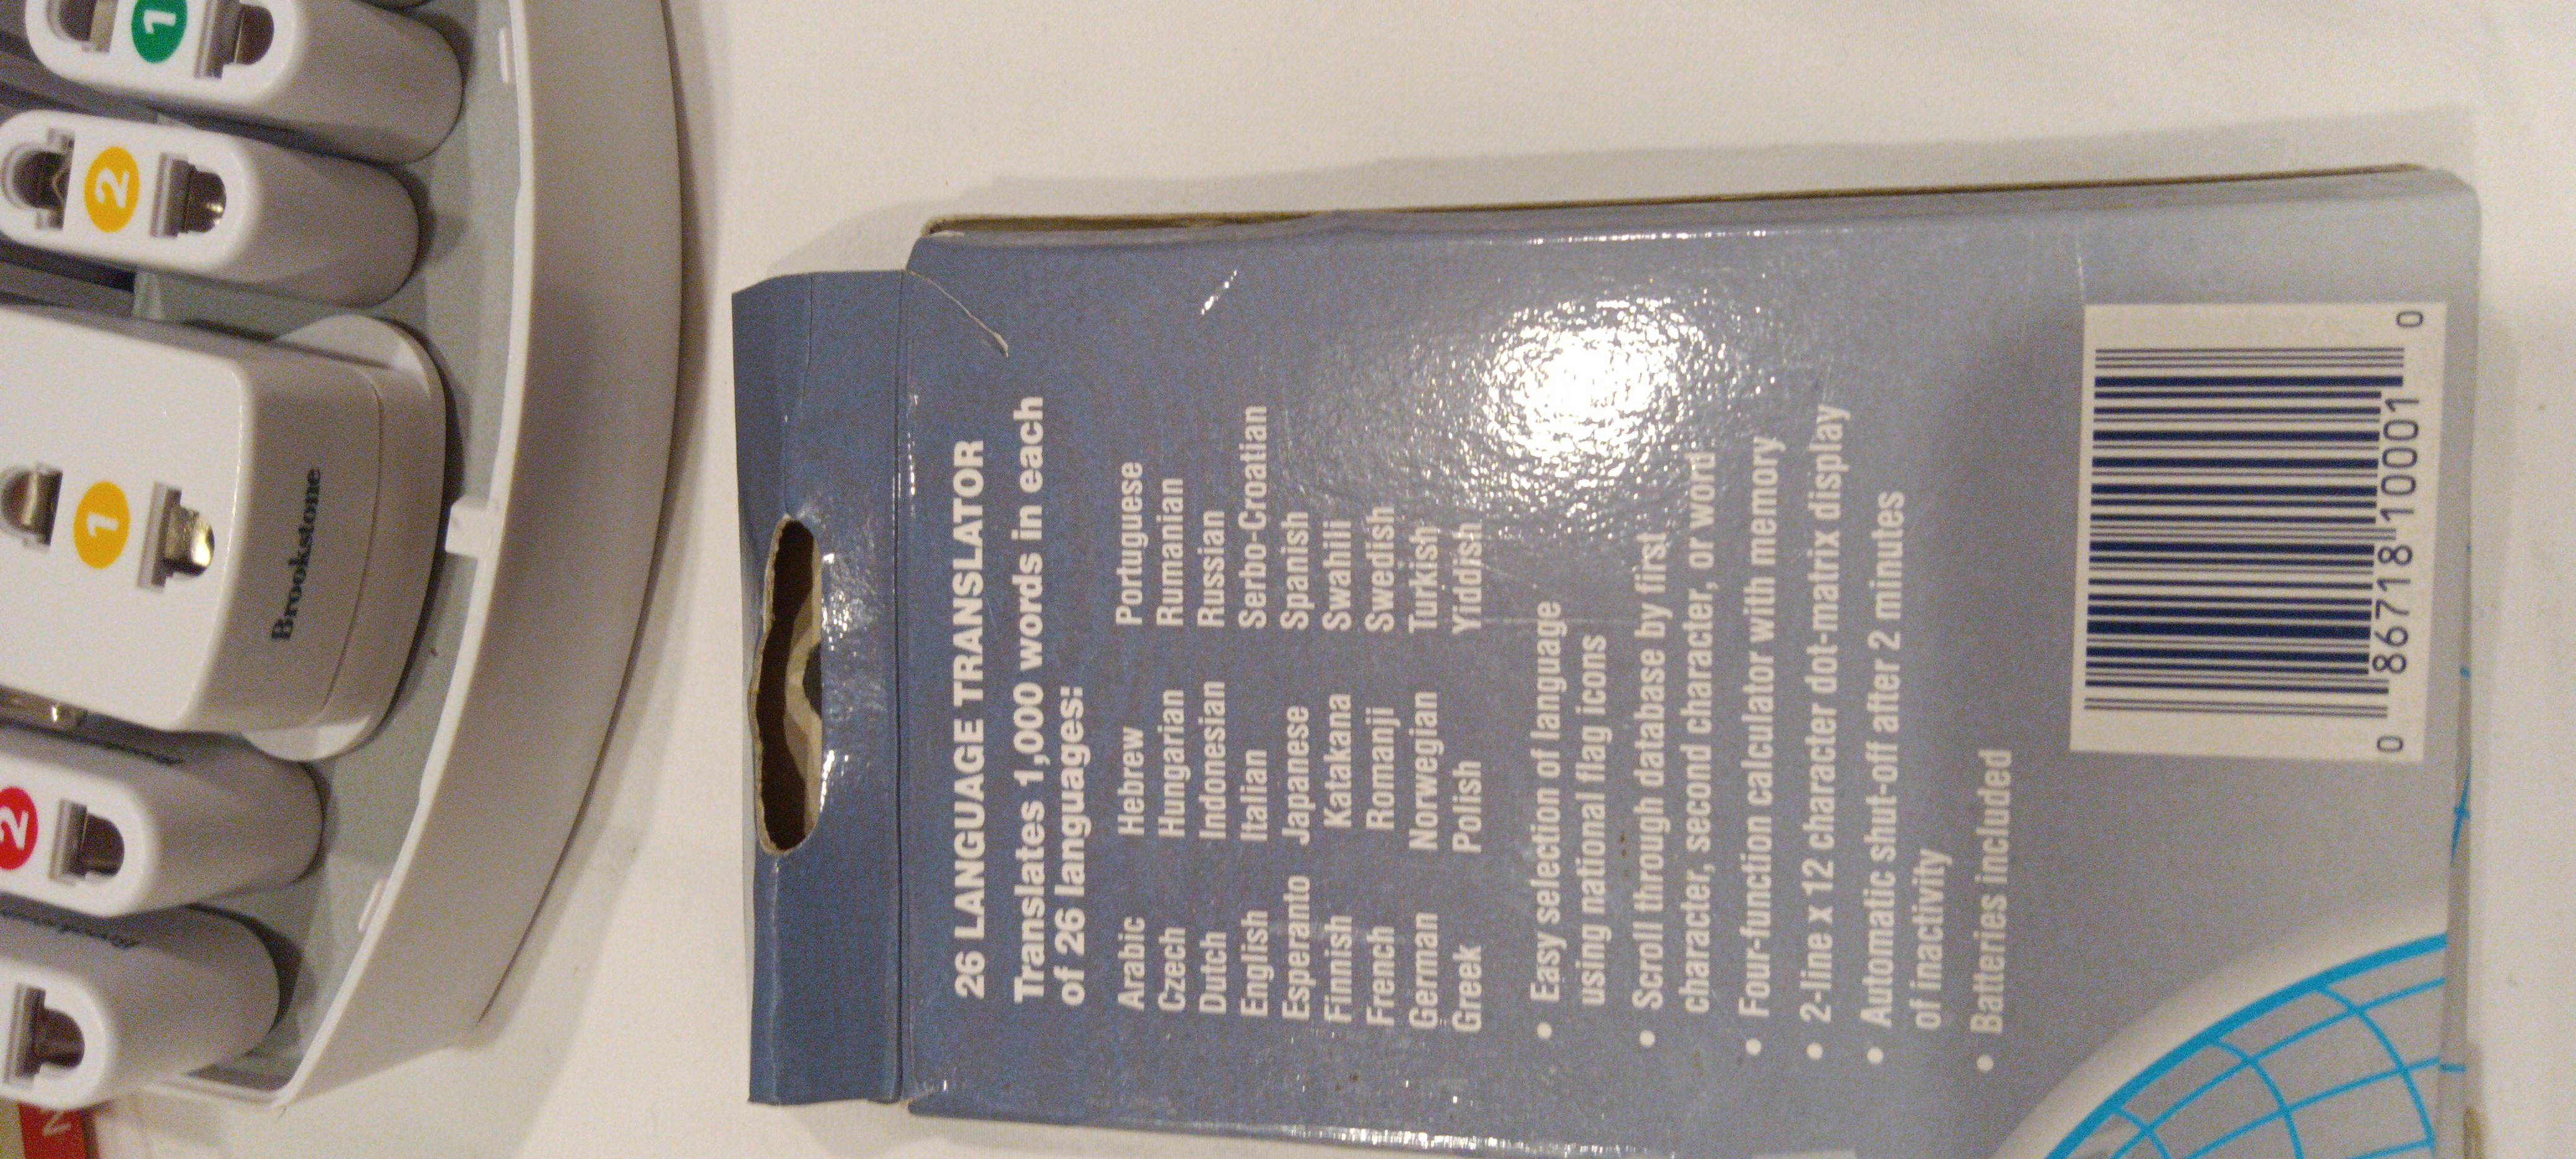 26 LANGUAGE TRANSLATOR
Translates 1,000 words in each
of 26 languages:
Arabic
Czech
Dutch
English
Esperanto
Finnish
French
German
Greek
Hebrew
Hungarian
Indonesian
Italian
Japanese
Katakana
Romanji
Norwegian
Polish
Portuguese
Rumanian
Russian
Serbo-Croatian
Spanish
Swahili
Swedish
Turkish
Yiddish
• Easy selection of language
using national flag icons
• Scroll through database by first
character, second character, or word
• Four-function calculator with memory
• 2-line x 12 character dot-matrix display
• Automatic shut-off after 2 minutes
of inactivity
• Batteries included
0 86718 10001 0
1
2
1
Brookstone
2